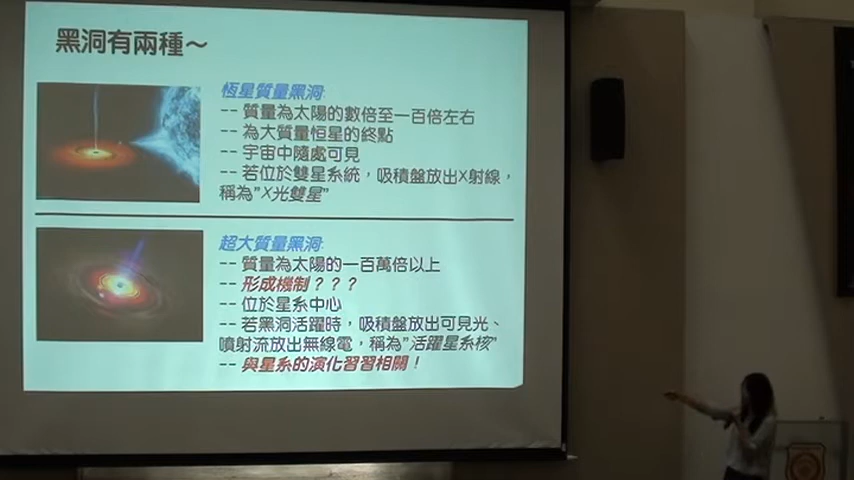 黑洞有兩種～
恆星質量黑洞:
-- 質量為太陽的數倍至一百倍左右
-- 為大質量恒星的終點
-- 宇宙中隨處可見
-- 若位於雙星系統，吸積盤放出X射線，
稱為"X光雙星"
超大質量黑洞:
-- 質量為太陽的一百萬倍以上
-- 形成機制？？？
-- 位於星系中心
-- 若黑洞活躍時，吸積盤放出可見光、
噴射流放出無線電，稱為"活躍星系核"
-- 與星系的演化習習相關！